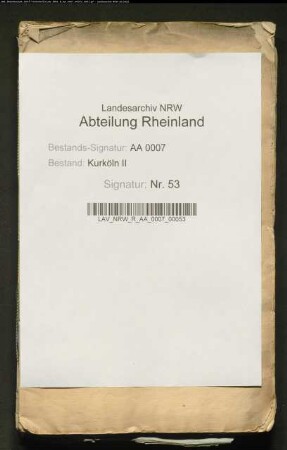 Landesarchiv NRW
Abteilung Rheinland
Bestands-Signatur: AA 0007
Bestand: Kurköln II
Signatur: Nr. 53
LAV_NRW_R_AA_0007_00053